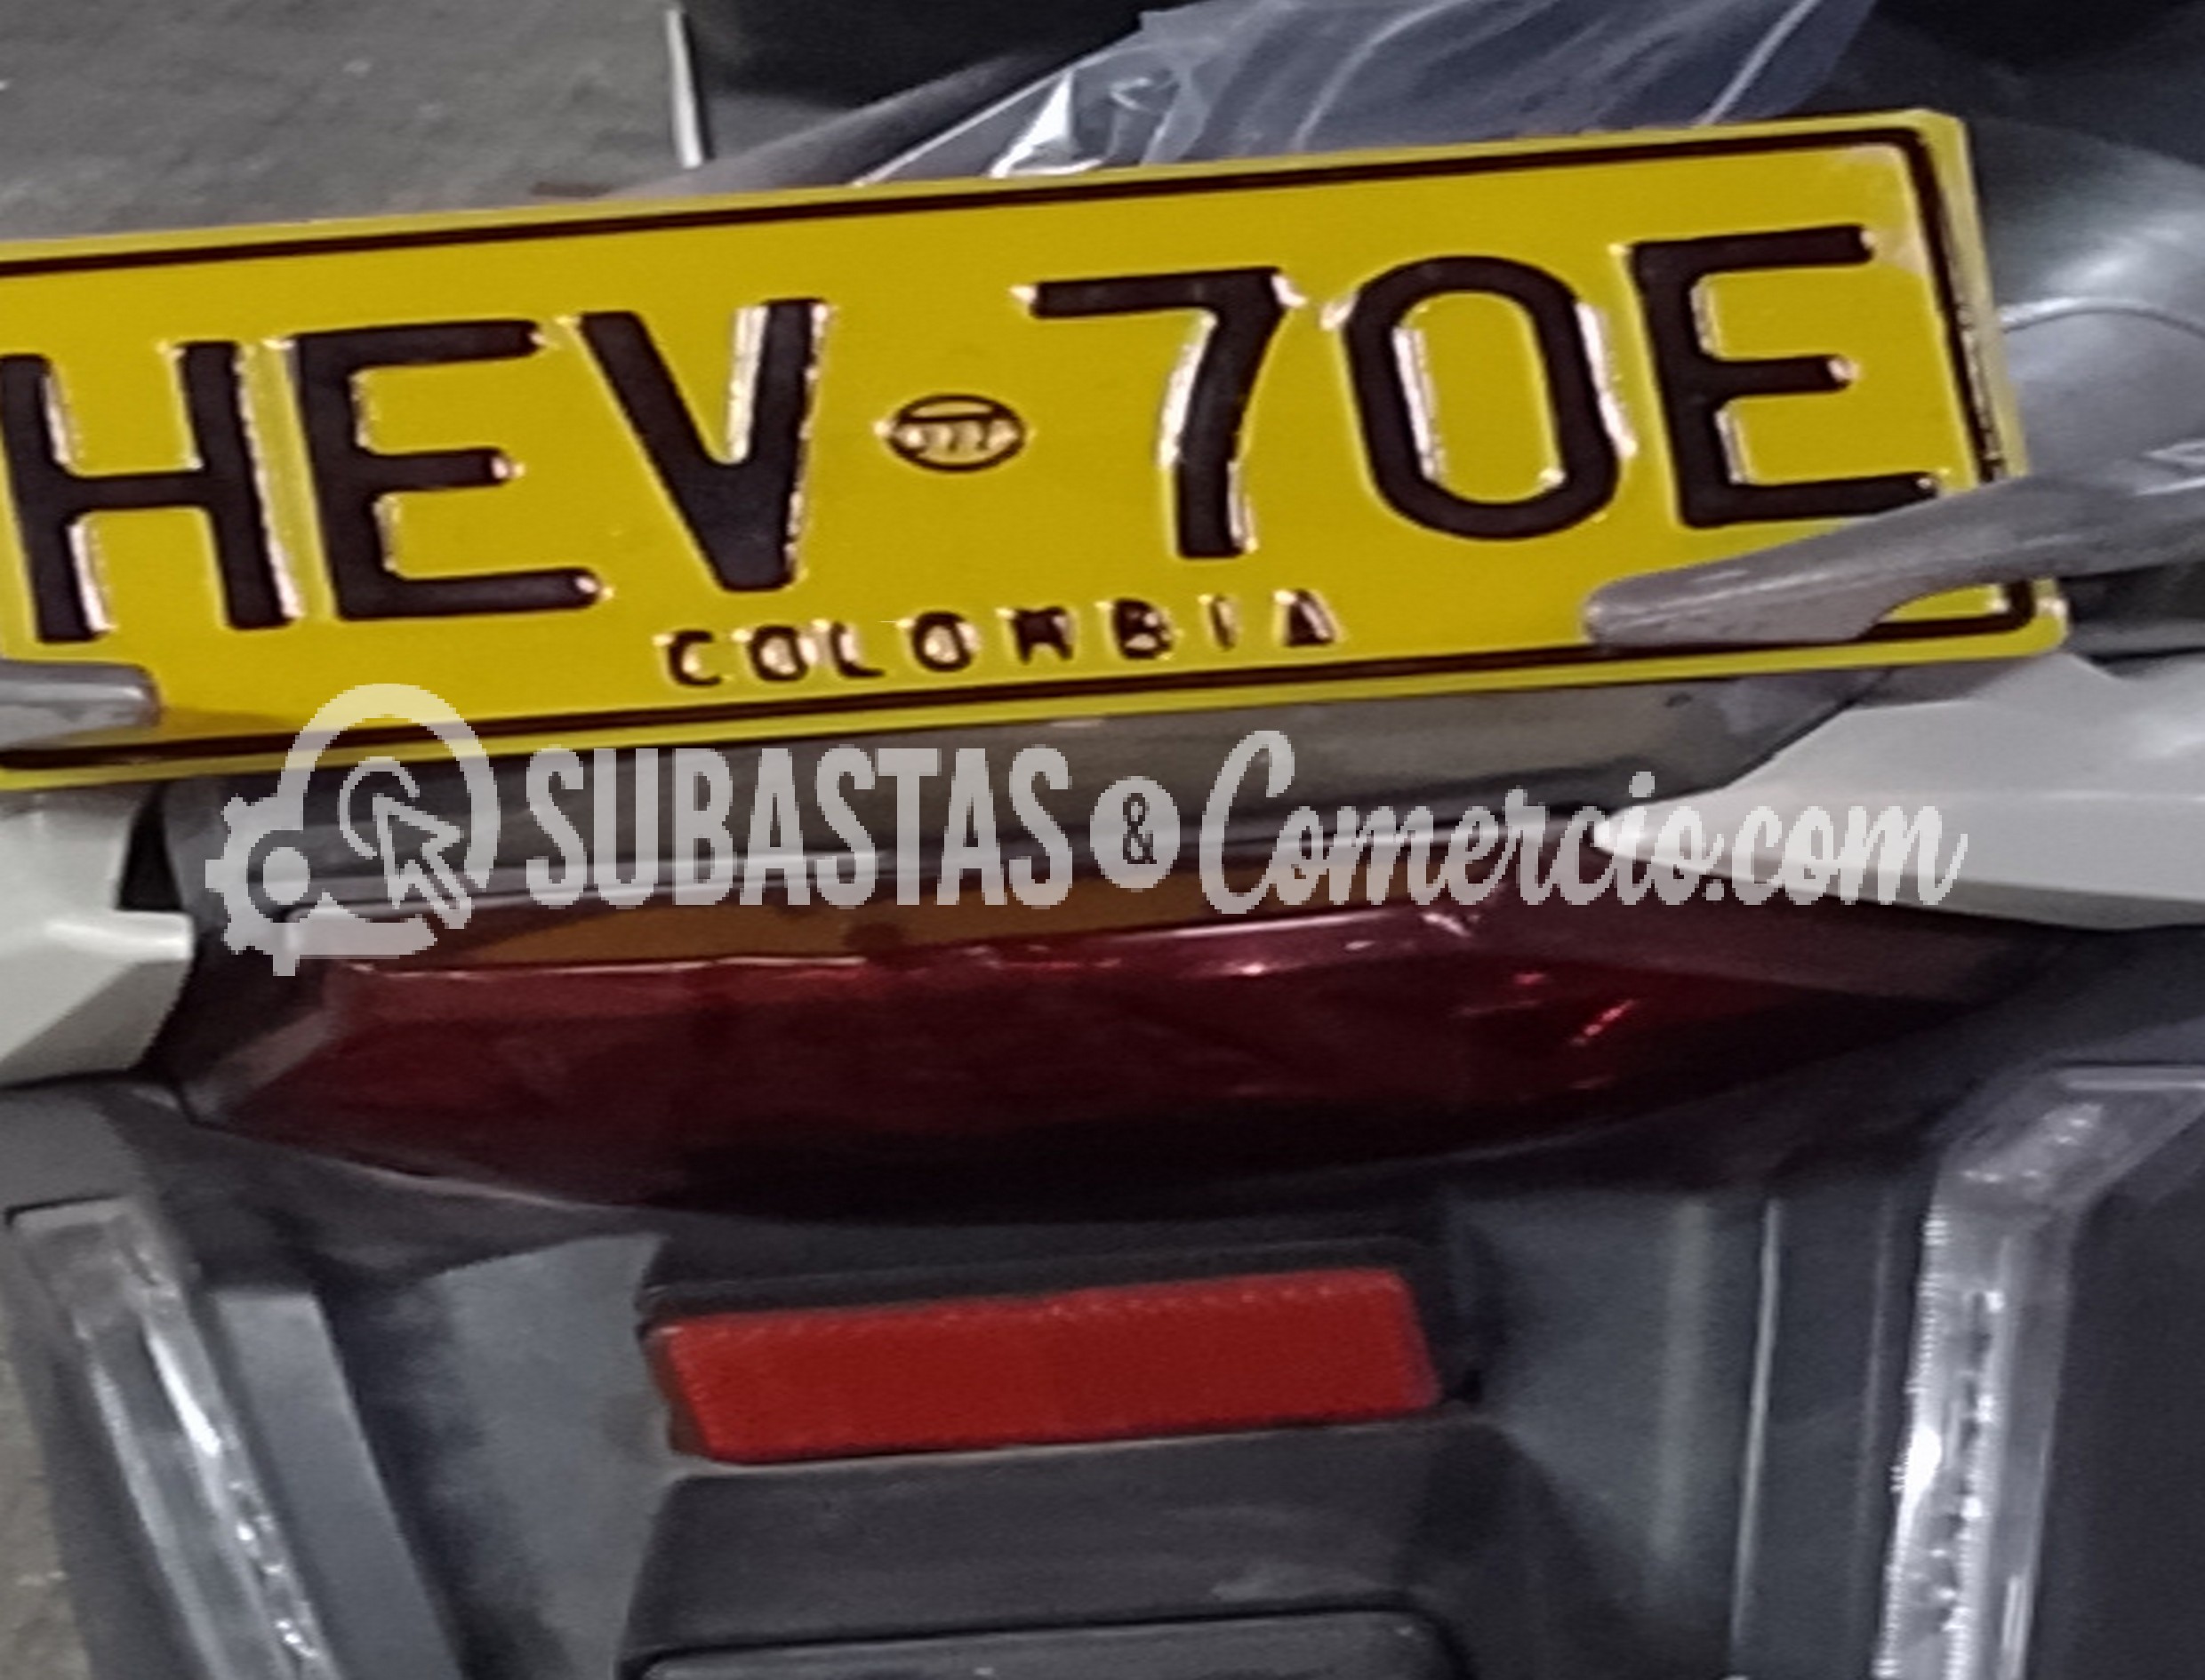 HEV 70E
COLOMBIA
SUBASTAS & Comercio.com